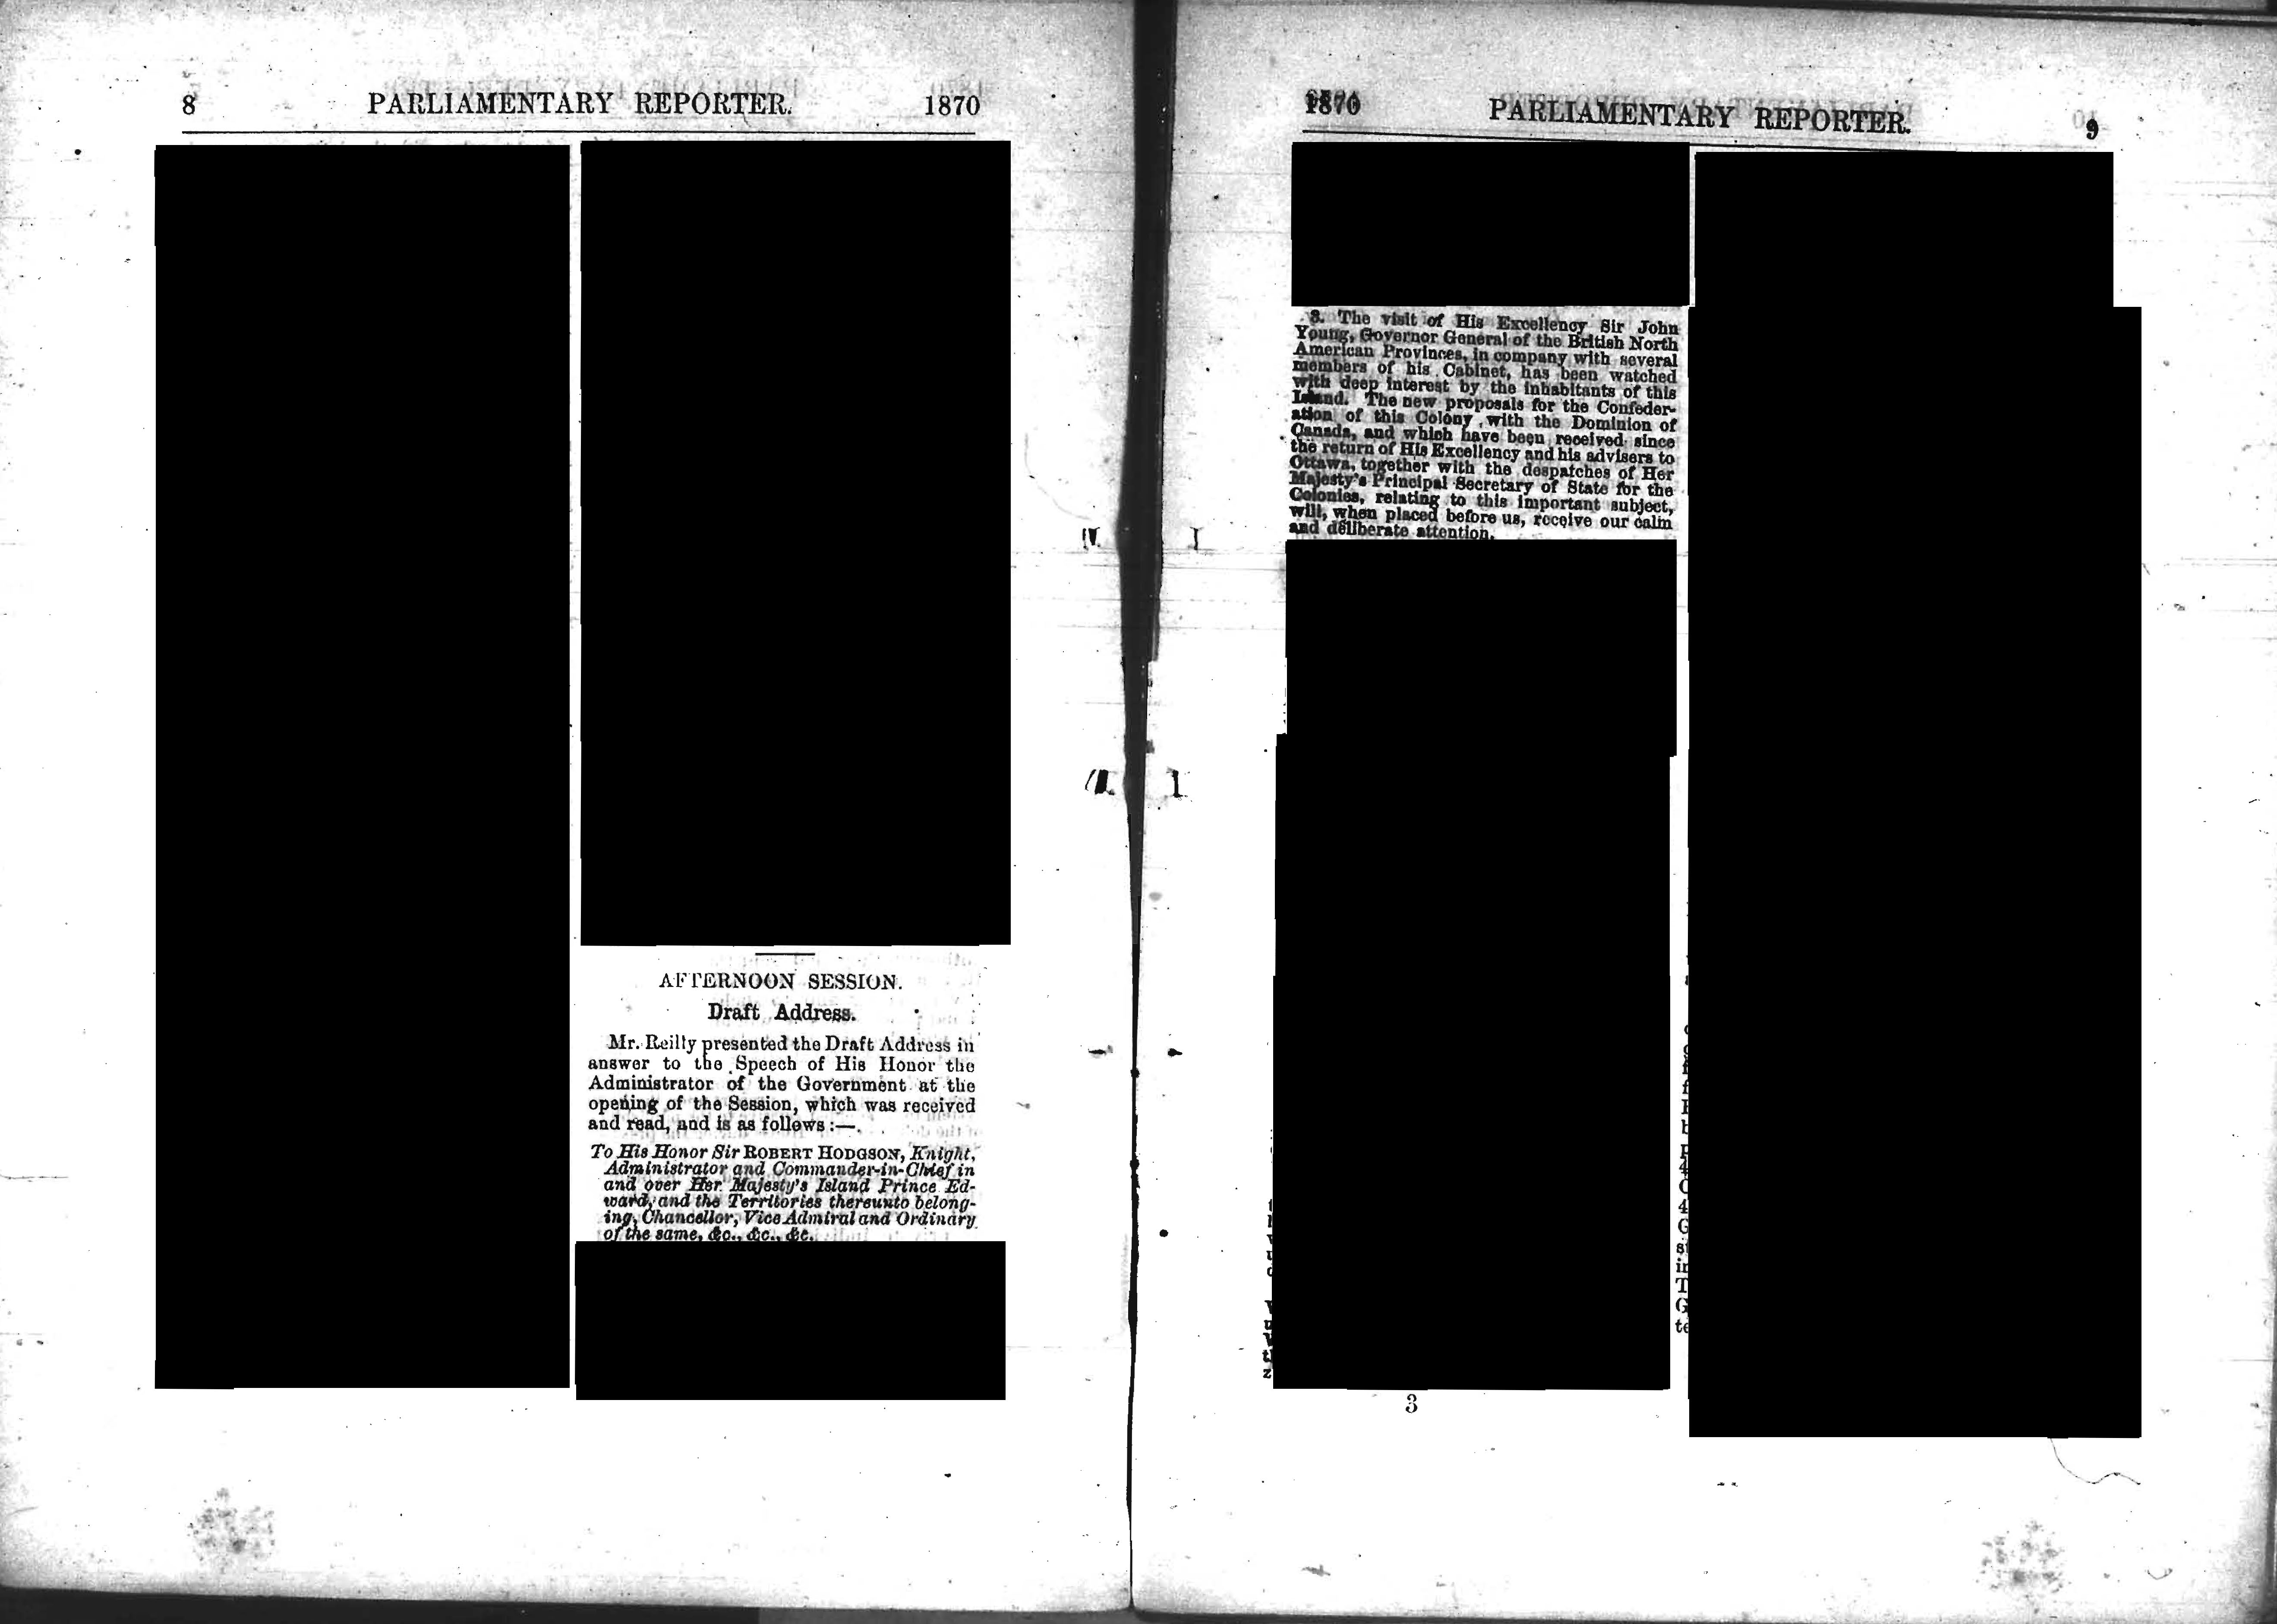 8 PARLIAMENTARY REPORTER. 1870
AFTERNOON SESSION.
Draft Address.
Mr. Reilly presented the Draft Address in
answer to the Speech of His Honor the
Administrator of the Government at the
opening of the Session, which was received
and read, and is as follows:—
To His Honor Sir ROBERT HODGSON, Knight,
Administrator and Commander-in-Chief in
and over Her Majesty's Island Prince Ed-
ward, and the Territories thereunto belong-
ing, Chancellor, Vice Admiral and Ordinary
of the same, &c., &c., &c.
1870 PARLIAMENTARY REPORTER. 9
3. The visit of His Excellency Sir John
Young, Governor General of the British North
American Provinces, in company with several
members of his Cabinet, has been watched
with deep interest by the inhabitants of this
Island. The new proposals for the Confeder-
ation of this Colony with the Dominion of
Canada, and which have been received since
the return of His Excellency and his advisers to
Ottawa, together with the despatches of Her
Majesty's Principal Secretary of State for the
Colonies, relating to this important subject,
will, when placed before us, receive our calm
and deliberate attention.
3